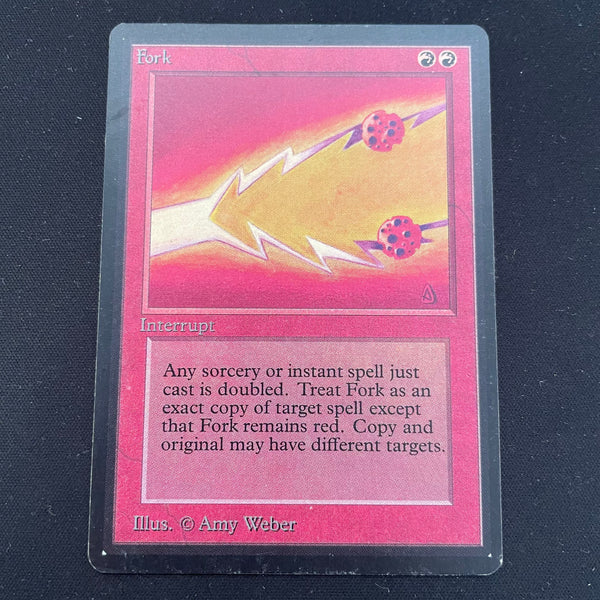 Fork
Interrupt
Any sorcery or instant spell just
cast is doubled. Treat Fork as an
exact copy of target spell except
that Fork remains red. Copy and
original may have different targets.
Illus. © Amy Weber